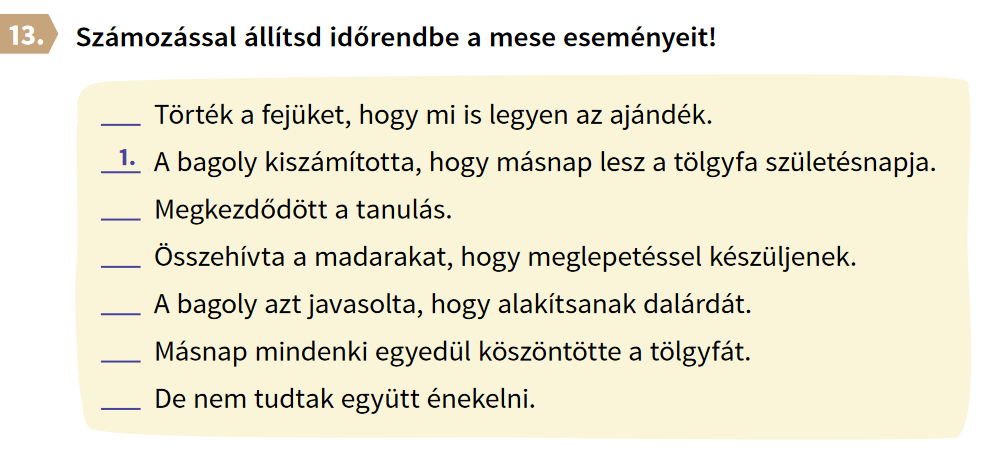 13. Számozással állítsd időrendbe a mese eseményeit!
___ Törték a fejüket, hogy mi is legyen az ajándék.
1. A bagoly kiszámította, hogy másnap lesz a tölgyfa születésnapja.
___ Megkezdődött a tanulás.
___ Összehívta a madarakat, hogy meglepetéssel készüljenek.
___ A bagoly azt javasolta, hogy alakítsanak dalárdát.
___ Másnap mindenki egyedül köszöntötte a tölgyfát.
___ De nem tudtak együtt énekelni.